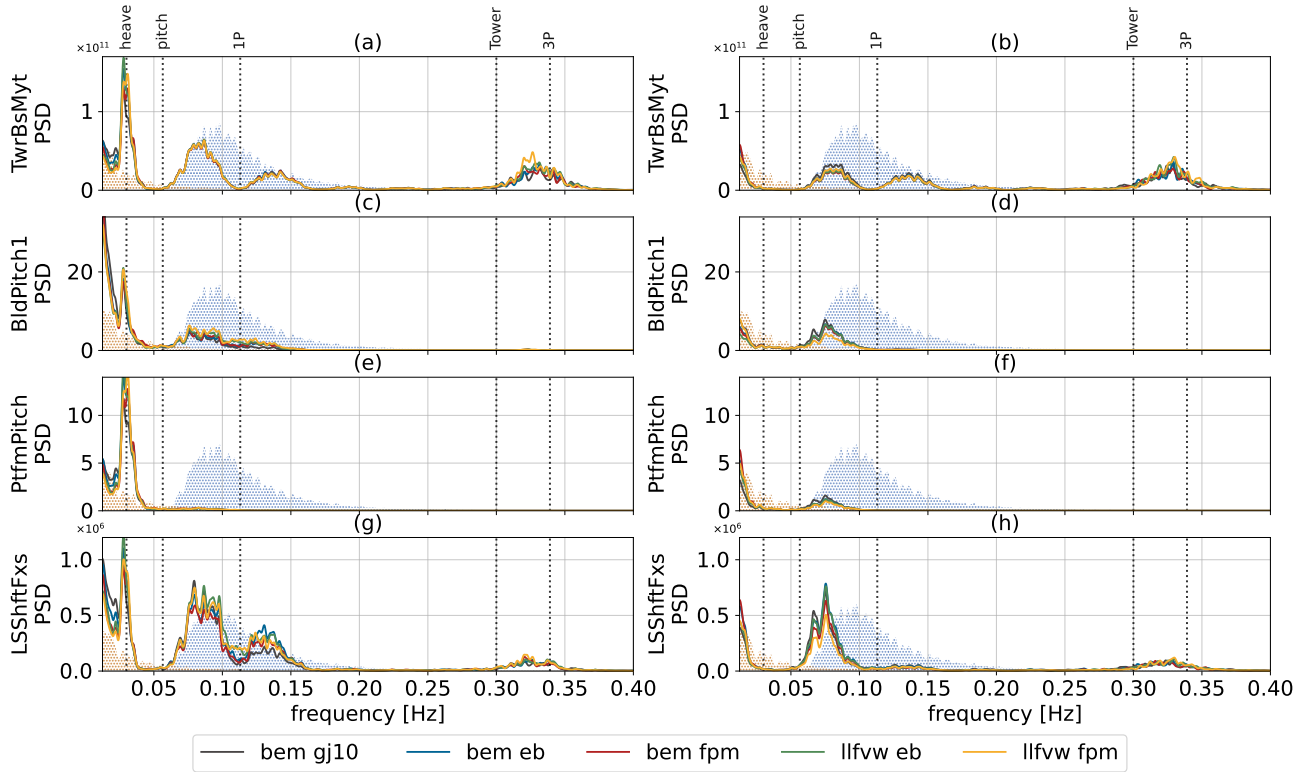 heave pitch 1P Tower 3P
heave pitch 1P Tower 3P
×10¹¹ (a)
TwrBsMyt
PSD
1
0
×10¹¹ (b)
TwrBsMyt
PSD
1
0
(c)
BldPitch1
PSD
20
0
(d)
BldPitch1
PSD
20
0
(e)
PtfmPitch
PSD
10
5
0
(f)
PtfmPitch
PSD
10
5
0
×10⁶ (g)
LSShftFxs
PSD
1.0
0.5
0.0
0.05 0.10 0.15 0.20 0.25 0.30 0.35 0.40
frequency [Hz]
×10⁶ (h)
LSShftFxs
PSD
1.0
0.5
0.0
0.05 0.10 0.15 0.20 0.25 0.30 0.35 0.40
frequency [Hz]
bem gj10 bem eb bem fpm llfvw eb llfvw fpm